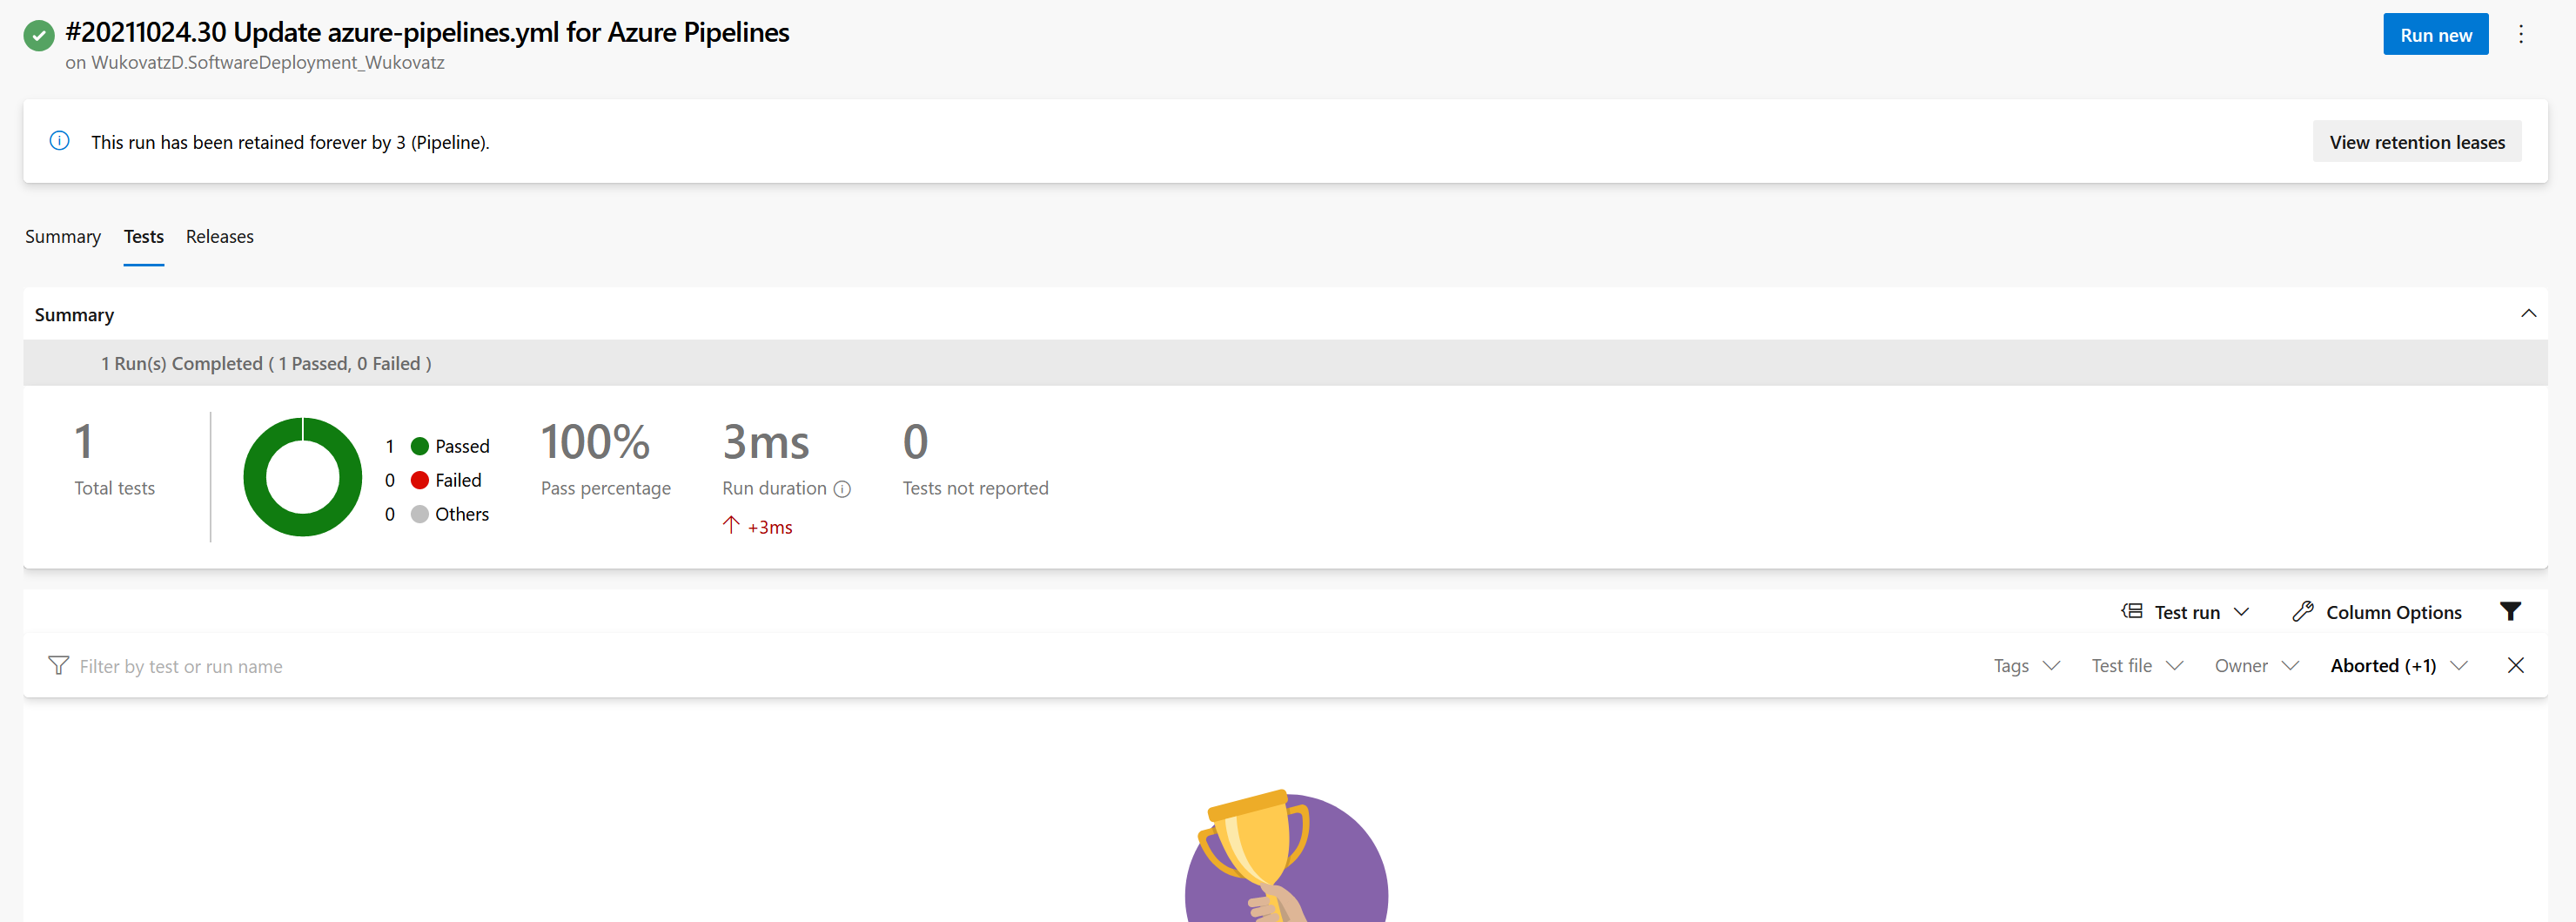 #20211024.30 Update azure-pipelines.yml for Azure Pipelines
on WukovatzD.SoftwareDeployment_Wukovatz
Run new
This run has been retained forever by 3 (Pipeline).
View retention leases
Summary Tests Releases
Summary
1 Run(s) Completed ( 1 Passed, 0 Failed )
1
Total tests
1 Passed
0 Failed
0 Others
100%
Pass percentage
3ms
Run duration
+3ms
0
Tests not reported
Test run Column Options
Filter by test or run name
Tags Test file Owner Aborted (+1)